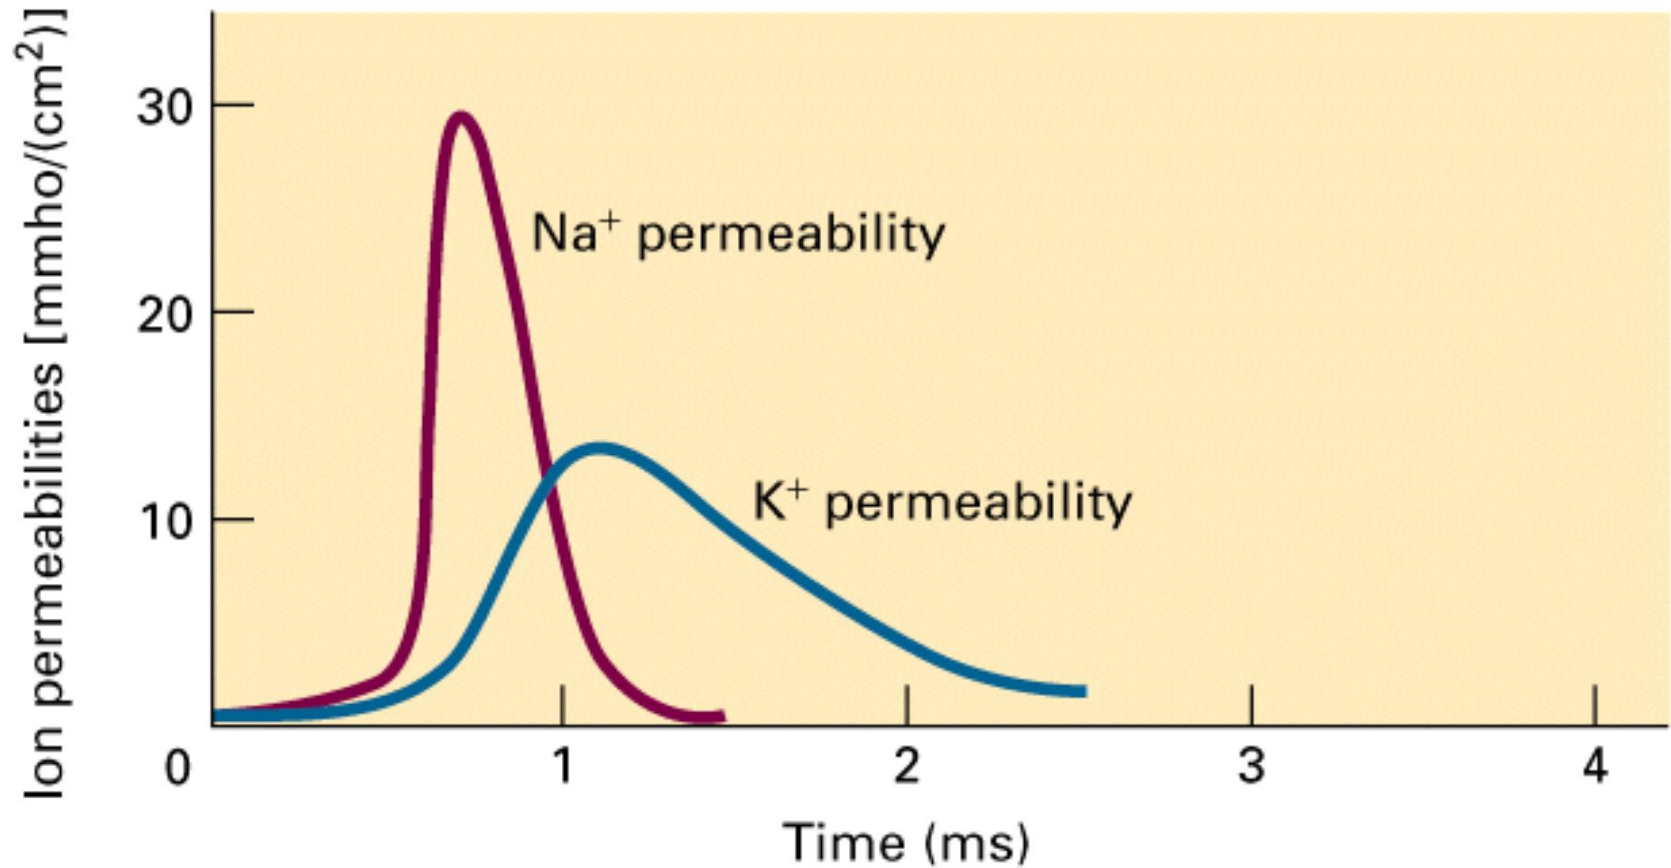 Ion permeabilities [mmho/(cm²)]
30
20
10
0
Na⁺ permeability
K⁺ permeability
1
2
3
4
Time (ms)